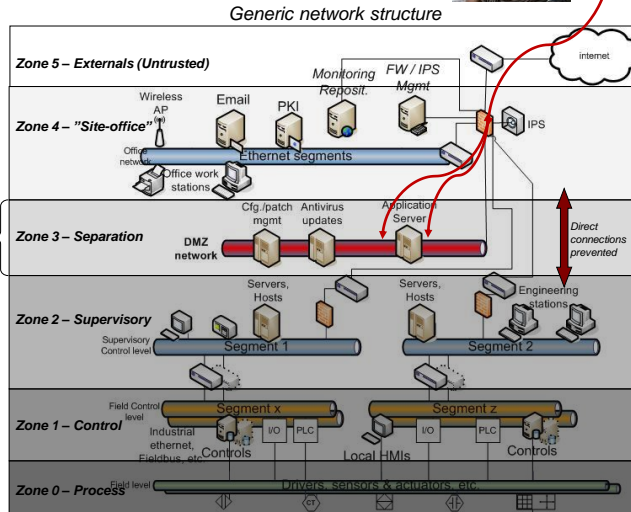 Generic network structure
Zone 5 – Externals (Untrusted)
internet
Monitoring
Reposit.
FW / IPS
Mgmt
Zone 4 – ”Site-office”
Wireless
AP
Email
PKI
IPS
Office
network
Ethernet segments
Office work
stations
Cfg./patch
mgmt
Antivirus
updates
Application
Server
Zone 3 – Separation
DMZ
network
Direct
connections
prevented
Servers,
Hosts
Servers,
Hosts
Engineering
stations
Zone 2 – Supervisory
Supervisory
Control level
Segment 1
Segment 2
Field Control
level
Segment x
Segment z
Zone 1 – Control
Industrial
ethernet,
Fieldbus, etc.
Controls
I/O
PLC
Local HMIs
I/O
PLC
Controls
Zone 0 – Process
Field level
Drivers, sensors & actuators, etc.
CT